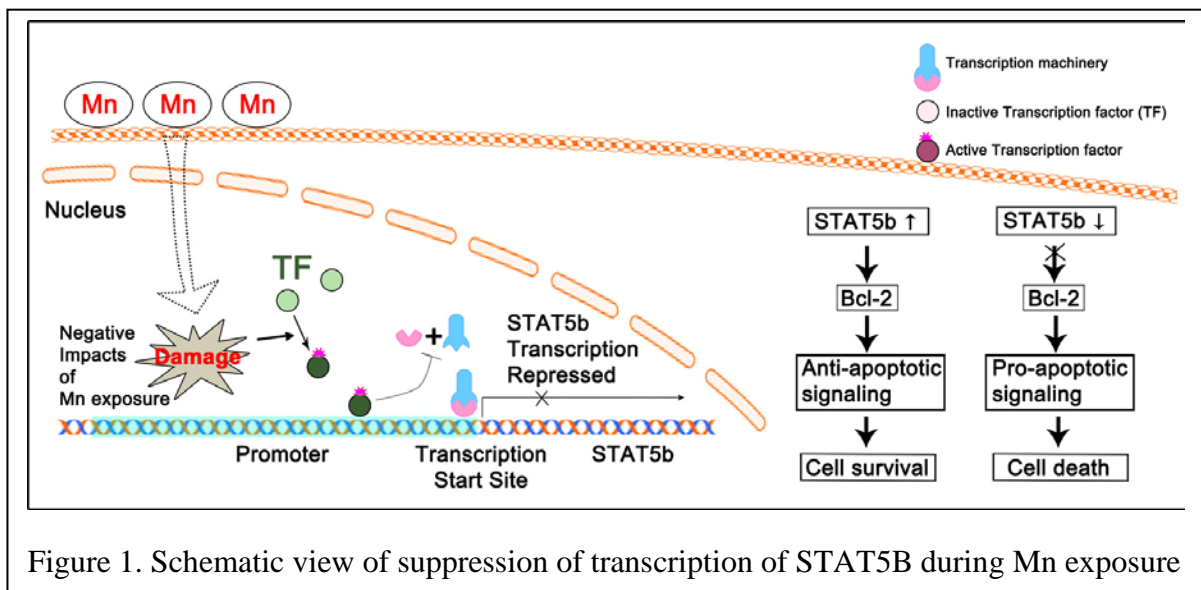 Mn Mn Mn
Transcription machinery
Inactive Transcription factor (TF)
Active Transcription factor
Nucleus
TF
Negative
Impacts
of
Mn exposure
Damage
+
STAT5b
Transcription
Repressed
Promoter
Transcription
Start Site
STAT5b
STAT5b ↑
Bcl-2
Anti-apoptotic
signaling
Cell survival
STAT5b ↓
Bcl-2
Pro-apoptotic
signaling
Cell death
Figure 1. Schematic view of suppression of transcription of STAT5B during Mn exposure